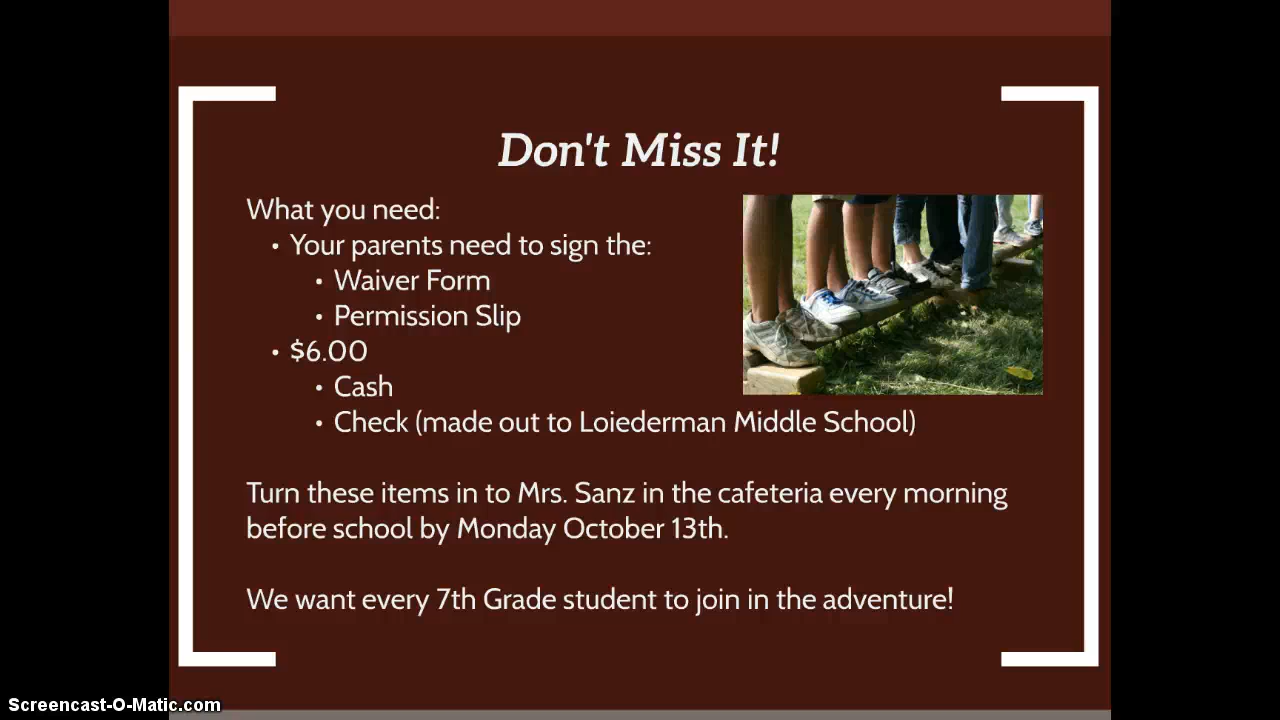 Don't Miss It!
What you need:
• Your parents need to sign the:
• Waiver Form
• Permission Slip
• $6.00
• Cash
• Check (made out to Loiederman Middle School)
Turn these items in to Mrs. Sanz in the cafeteria every morning
before school by Monday October 13th.
We want every 7th Grade student to join in the adventure!
Screencast-O-Matic.com